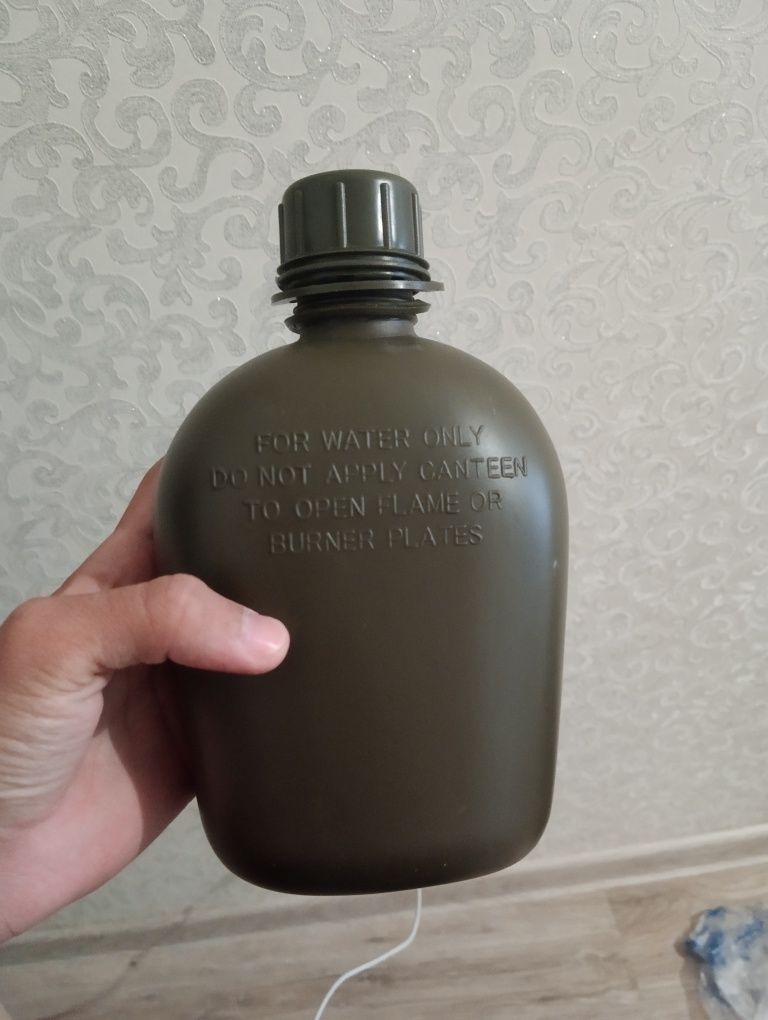 FOR WATER ONLY
DO NOT APPLY CANTEEN
TO OPEN FLAME OR
BURNER PLATES